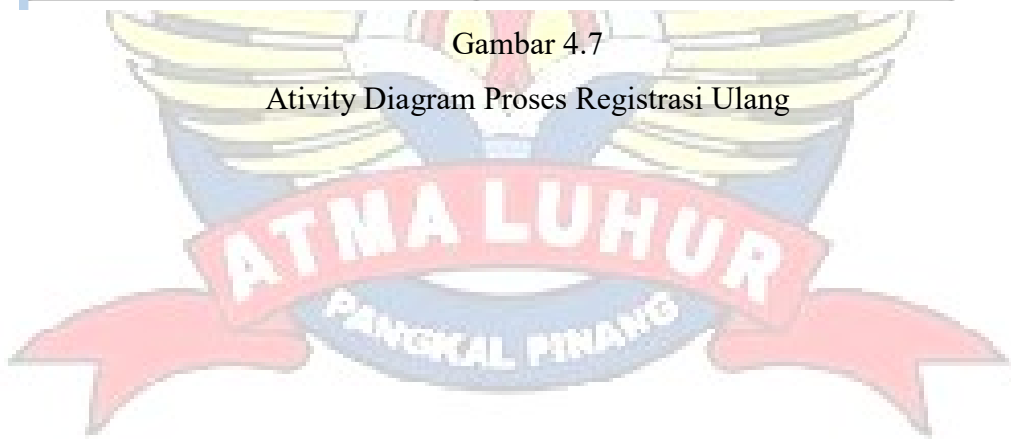 Gambar 4.7
Ativity Diagram Proses Registrasi Ulang
ATMA LUHUR
PANGKAL PINANG